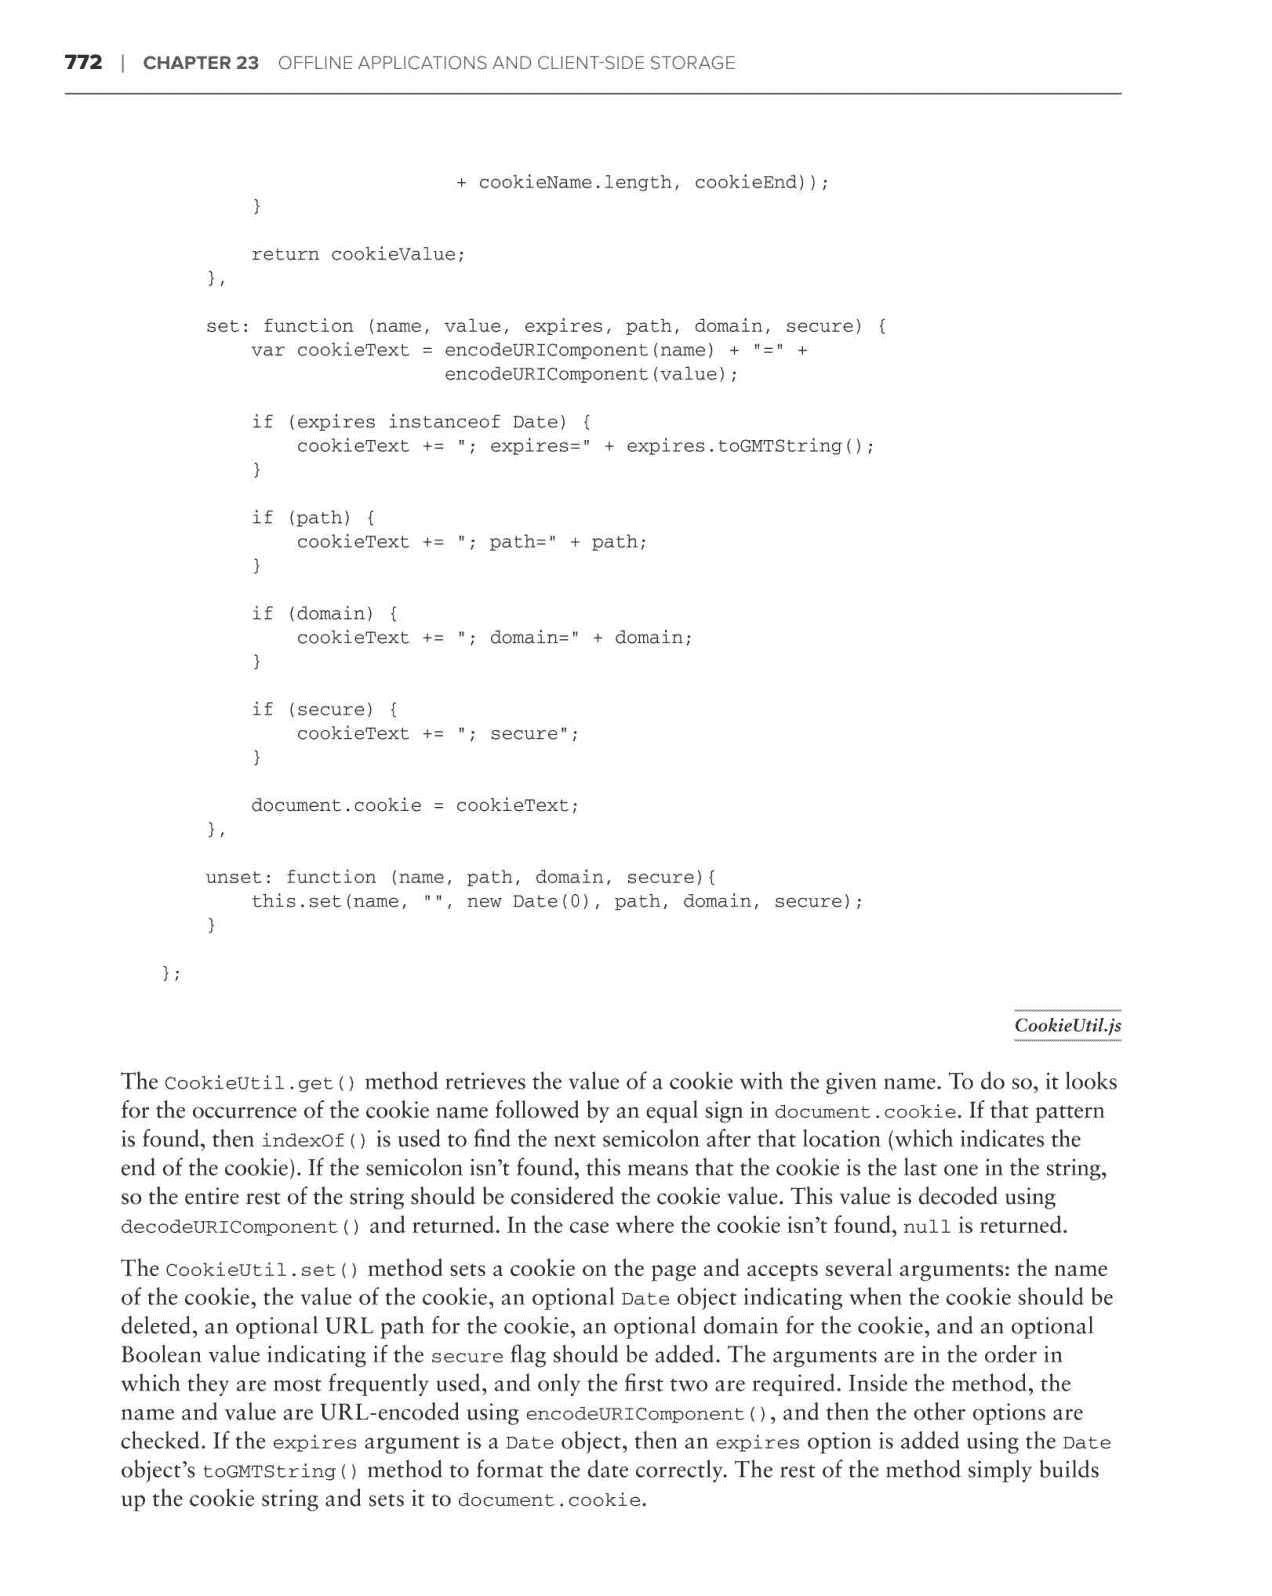 772 | CHAPTER 23 OFFLINE APPLICATIONS AND CLIENT-SIDE STORAGE
+ cookieName.length, cookieEnd));
}
return cookieValue;
},
set: function (name, value, expires, path, domain, secure) {
var cookieText = encodeURIComponent(name) + "=" +
encodeURIComponent(value);
if (expires instanceof Date) {
cookieText += "; expires=" + expires.toGMTString();
}
if (path) {
cookieText += "; path=" + path;
}
if (domain) {
cookieText += "; domain=" + domain;
}
if (secure) {
cookieText += "; secure";
}
document.cookie = cookieText;
},
unset: function (name, path, domain, secure){
this.set(name, "", new Date(0), path, domain, secure);
}
};
CookieUtil.js
The CookieUtil.get() method retrieves the value of a cookie with the given name. To do so, it looks
for the occurrence of the cookie name followed by an equal sign in document.cookie. If that pattern
is found, then indexOf() is used to find the next semicolon after that location (which indicates the
end of the cookie). If the semicolon isn't found, this means that the cookie is the last one in the string,
so the entire rest of the string should be considered the cookie value. This value is decoded using
decodeURIComponent() and returned. In the case where the cookie isn't found, null is returned.
The CookieUtil.set() method sets a cookie on the page and accepts several arguments: the name
of the cookie, the value of the cookie, an optional Date object indicating when the cookie should be
deleted, an optional URL path for the cookie, an optional domain for the cookie, and an optional
Boolean value indicating if the secure flag should be added. The arguments are in the order in
which they are most frequently used, and only the first two are required. Inside the method, the
name and value are URL-encoded using encodeURIComponent(), and then the other options are
checked. If the expires argument is a Date object, then an expires option is added using the Date
object's toGMTString() method to format the date correctly. The rest of the method simply builds
up the cookie string and sets it to document.cookie.